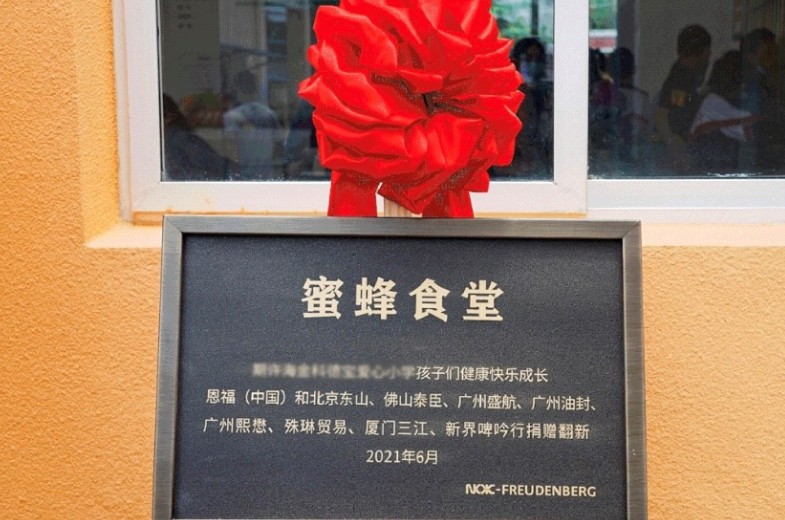 蜜蜂食堂
孩子们健康快乐成长
恩福（中国）和北京东山、佛山泰臣、广州盛航、广州油封、
广州熙懋、殊琳贸易、厦门三江、新界啤吟行捐赠翻新
2021年6月
NOK-FREUDENBERG